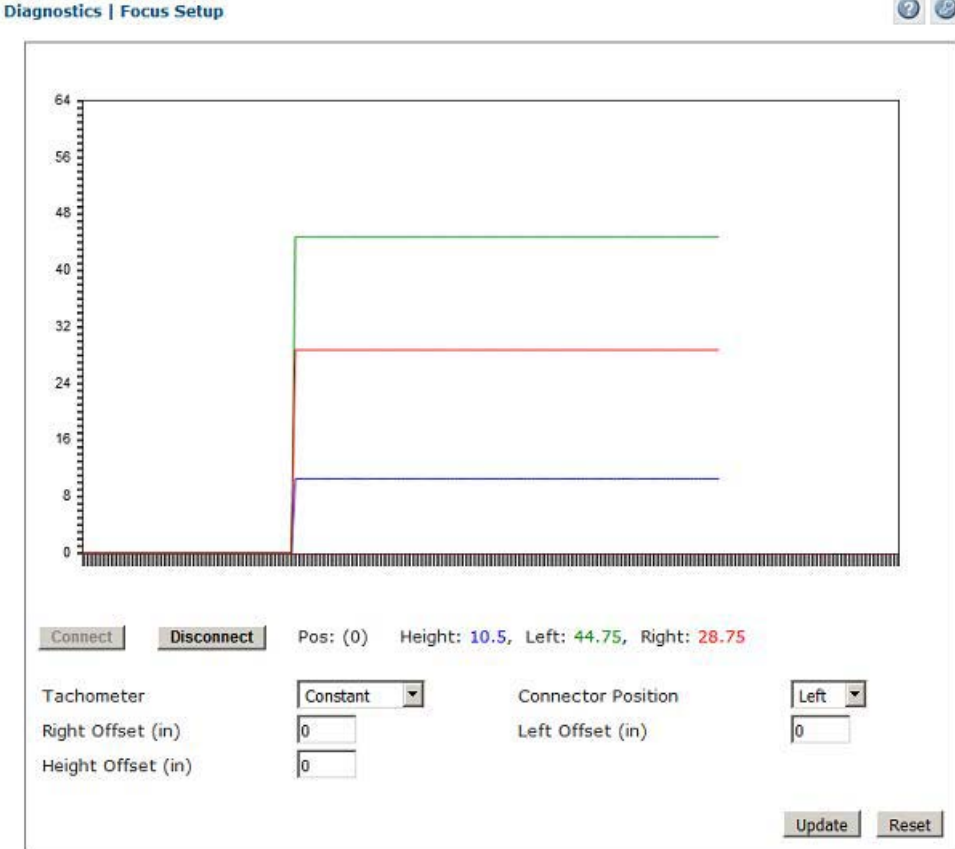 Diagnostics | Focus Setup
64
56
48
40
32
24
16
8
0
Connect Disconnect Pos: (0) Height: 10.5, Left: 44.75, Right: 28.75
Tachometer Constant Connector Position Left
Right Offset (in) 0 Left Offset (in) 0
Height Offset (in) 0
Update Reset